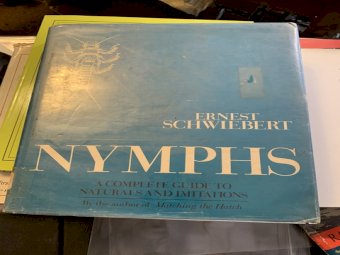 ERNEST
SCHWIEBERT
NYMPHS
A COMPLETE GUIDE TO
NATURALS AND IMITATIONS
By the author of Matching the Hatch